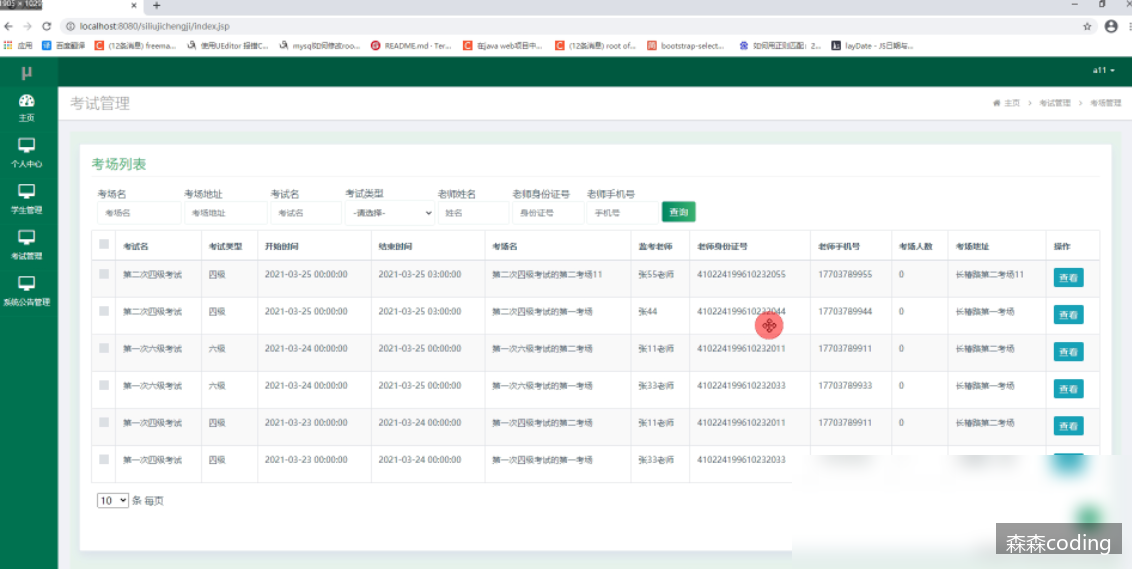 1905 × 1029
localhost:8080/siliujichengji/index.jsp
应用 百度翻译 (12条消息) freema... 使用UEditor 报错C... mysql如何修改roo... README.md · Ter... 在java web项目中... (12条消息) root of... bootstrap-select... 如何用正则匹配：2... layDate - JS日期与...
μ a11
考试管理 主页 > 考试管理 > 考场管理
主页
个人中心
学生管理
考试管理
系统公告管理
考场列表
考场名 考场地址 考试名 考试类型 老师姓名 老师身份证号 老师手机号
考场名 考场地址 考试名 -请选择- 姓名 身份证号 手机号 查询
考试名 考试类型 开始时间 结束时间 考场名 监考老师 老师身份证号 老师手机号 考场人数 考场地址 操作
第二次四级考试 四级 2021-03-25 00:00:00 2021-03-25 03:00:00 第二次四级考试的第二考场11 张55老师 410224199610232055 17703789955 0 长椿路第二考场11 查看
第二次四级考试 四级 2021-03-25 00:00:00 2021-03-25 03:00:00 第二次四级考试的第一考场 张44 410224199610232044 17703789944 0 长椿路第一考场 查看
第一次六级考试 六级 2021-03-24 00:00:00 2021-03-25 00:00:00 第一次六级考试的第二考场 张11老师 410224199610232011 17703789911 0 长椿路第二考场 查看
第一次六级考试 六级 2021-03-24 00:00:00 2021-03-25 00:00:00 第一次六级考试的第一考场 张33老师 410224199610232033 17703789933 0 长椿路第一考场 查看
第一次四级考试 四级 2021-03-23 00:00:00 2021-03-24 00:00:00 第一次四级考试的第二考场 张11老师 410224199610232011 17703789911 0 长椿路第二考场 查看
第一次四级考试 四级 2021-03-23 00:00:00 2021-03-24 00:00:00 第一次四级考试的第一考场 张33老师 410224199610232033
10 条 每页
森森coding